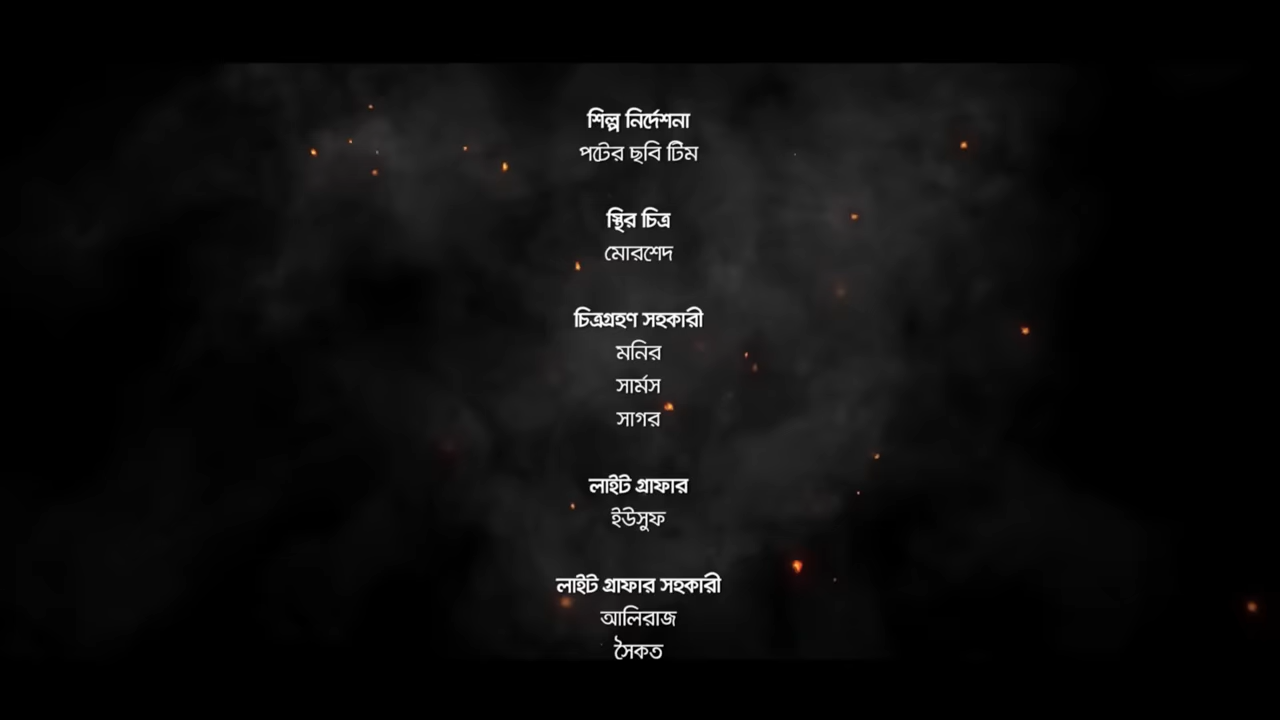 শিল্প নির্দেশনা
পটের ছবি টিম
স্থির চিত্র
মোরশেদ
চিত্রগ্রহণ সহকারী
মনির
সার্মস
সাগর
লাইট গ্রাফার
ইউসুফ
লাইট গ্রাফার সহকারী
আলিরাজ
সৈকত